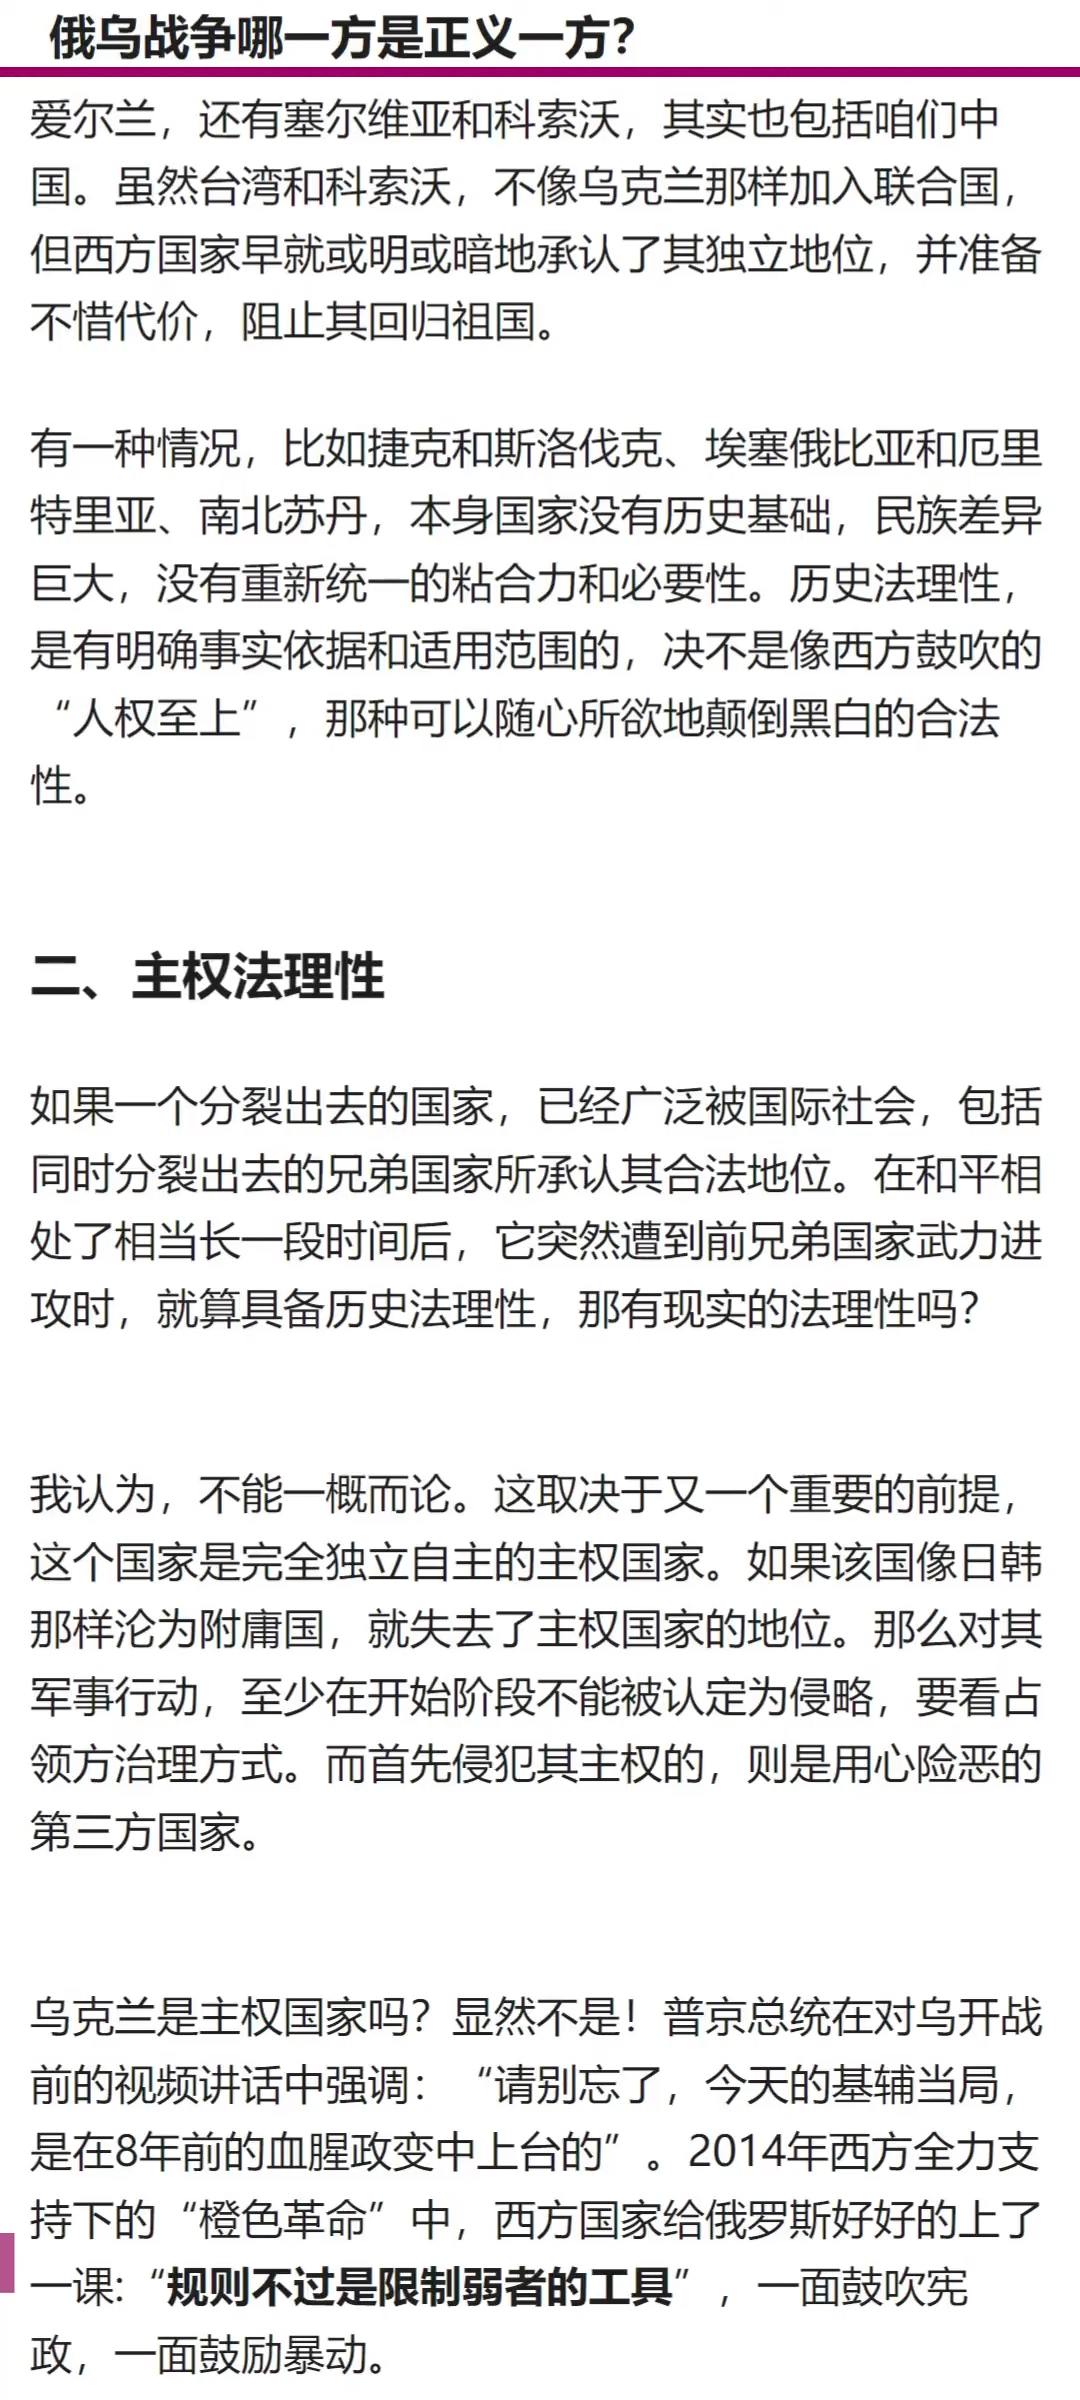 俄乌战争哪一方是正义一方？
爱尔兰，还有塞尔维亚和科索沃，其实也包括咱们中
国。虽然台湾和科索沃，不像乌克兰那样加入联合国，
但西方国家早就或明或暗地承认了其独立地位，并准备
不惜代价，阻止其回归祖国。
有一种情况，比如捷克和斯洛伐克、埃塞俄比亚和厄里
特里亚、南北苏丹，本身国家没有历史基础，民族差异
巨大，没有重新统一的粘合力和必要性。历史法理性，
是有明确事实依据和适用范围的，决不是像西方鼓吹的
“人权至上”，那种可以随心所欲地颠倒黑白的合法
性。
二、主权法理性
如果一个分裂出去的国家，已经广泛被国际社会，包括
同时分裂出去的兄弟国家所承认其合法地位。在和平相
处了相当长一段时间后，它突然遭到前兄弟国家武力进
攻时，就算具备历史法理性，那有现实的法理性吗？
我认为，不能一概而论。这取决于又一个重要的前提，
这个国家是完全独立自主的主权国家。如果该国像日韩
那样沦为附庸国，就失去了主权国家的地位。那么对其
军事行动，至少在开始阶段不能被认定为侵略，要看占
领方治理方式。而首先侵犯其主权的，则是用心险恶的
第三方国家。
乌克兰是主权国家吗？显然不是！普京总统在对乌开战
前的视频讲话中强调：“请别忘了，今天的基辅当局，
是在8年前的血腥政变中上台的”。2014年西方全力支
持下的“橙色革命”中，西方国家给俄罗斯好好的上了
一课:“规则不过是限制弱者的工具”，一面鼓吹宪
政，一面鼓励暴动。